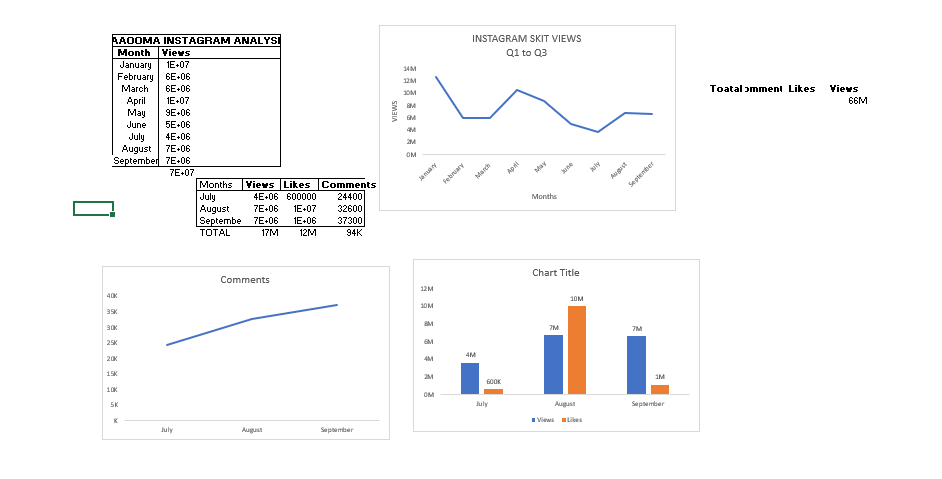 AAOOMA INSTAGRAM ANALYSI
Month Views
January 1E+07
February 6E+06
March 6E+06
April 1E+07
May 9E+06
June 5E+06
July 4E+06
August 7E+06
September 7E+06
7E+07
Months Views Likes Comments
July 4E+06 600000 24400
August 7E+06 1E+07 32600
Septembe 7E+06 1E+06 37300
TOTAL 17M 12M 94K
INSTAGRAM SKIT VIEWS
Q1 to Q3
14M
12M
10M
8M
6M
4M
2M
0M
VIEWS
January February March April May June July August September
Months
Toatal omment Likes Views
66M
Comments
40K
35K
30K
25K
20K
15K
10K
5K
K
July August September
Chart Title
12M
10M
8M
6M
4M
2M
0M
4M 600K 7M 10M 7M 1M
July August September
Views Likes